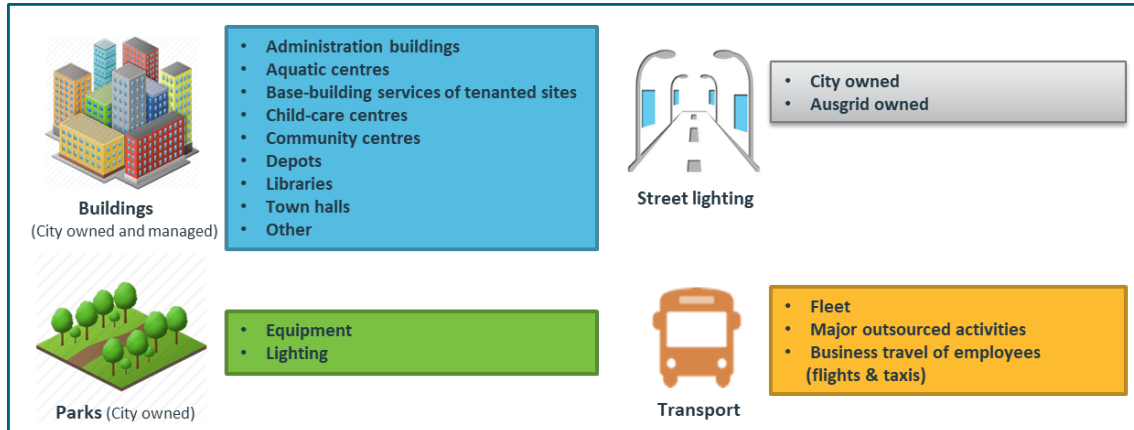 • Administration buildings
• Aquatic centres
• Base-building services of tenanted sites
• Child-care centres
• Community centres
• Depots
• Libraries
• Town halls
• Other
Buildings
(City owned and managed)
• City owned
• Ausgrid owned
Street lighting
• Equipment
• Lighting
Parks (City owned)
• Fleet
• Major outsourced activities
• Business travel of employees
(flights & taxis)
Transport